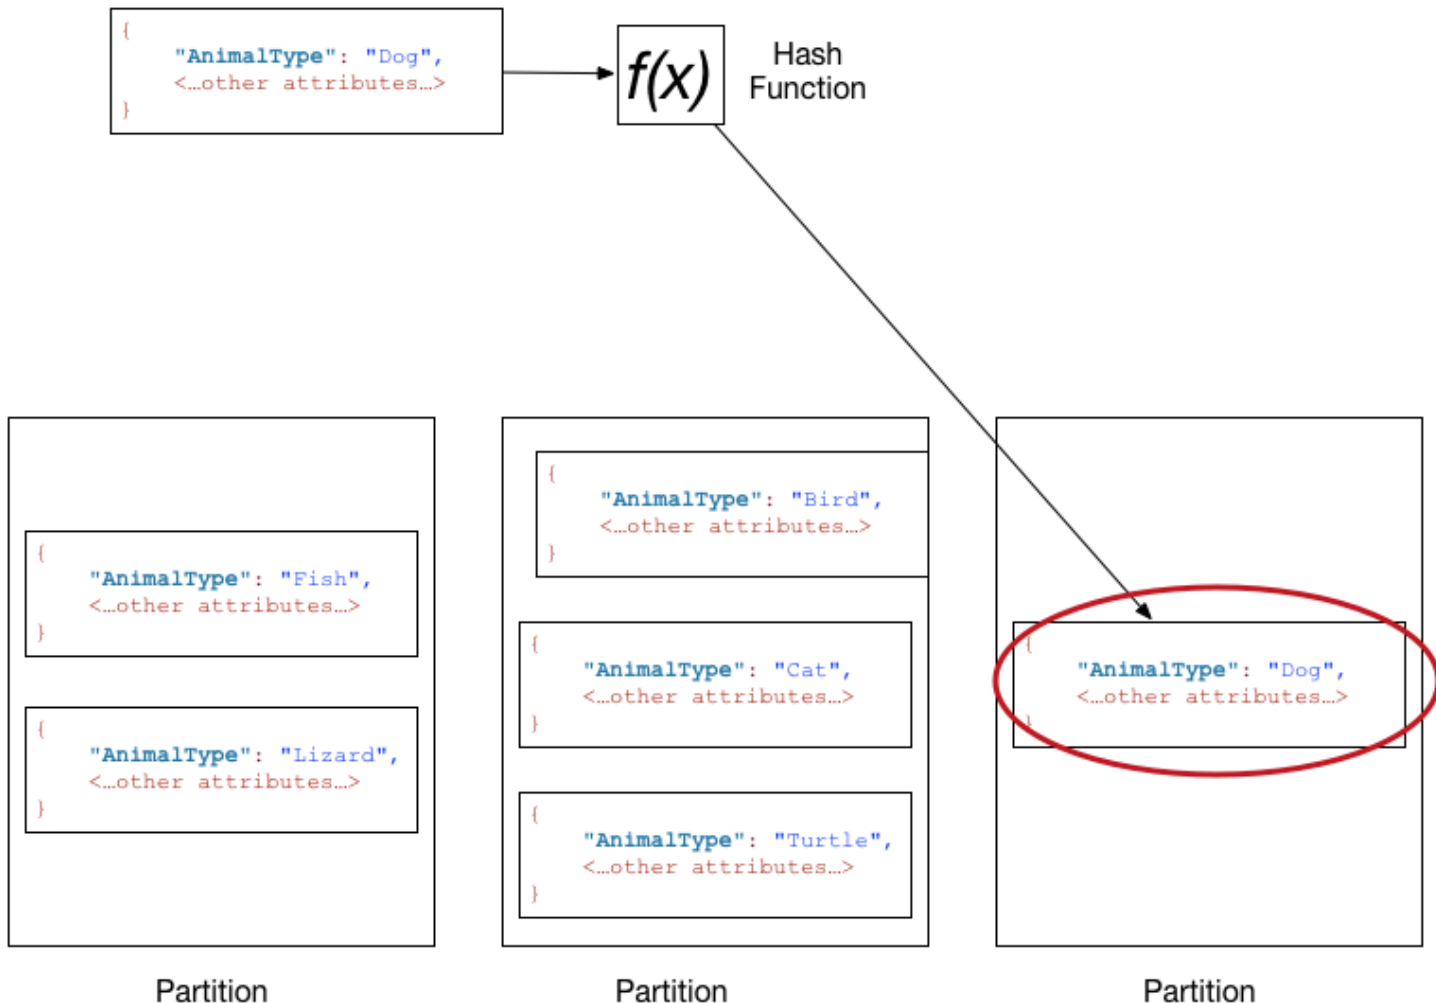 {
"AnimalType": "Dog",
<…other attributes…>
}
f(x)
Hash
Function
{
"AnimalType": "Fish",
<…other attributes…>
}
{
"AnimalType": "Lizard",
<…other attributes…>
}
Partition
{
"AnimalType": "Bird",
<…other attributes…>
}
{
"AnimalType": "Cat",
<…other attributes…>
}
{
"AnimalType": "Turtle",
<…other attributes…>
}
Partition
{
"AnimalType": "Dog",
<…other attributes…>
}
Partition